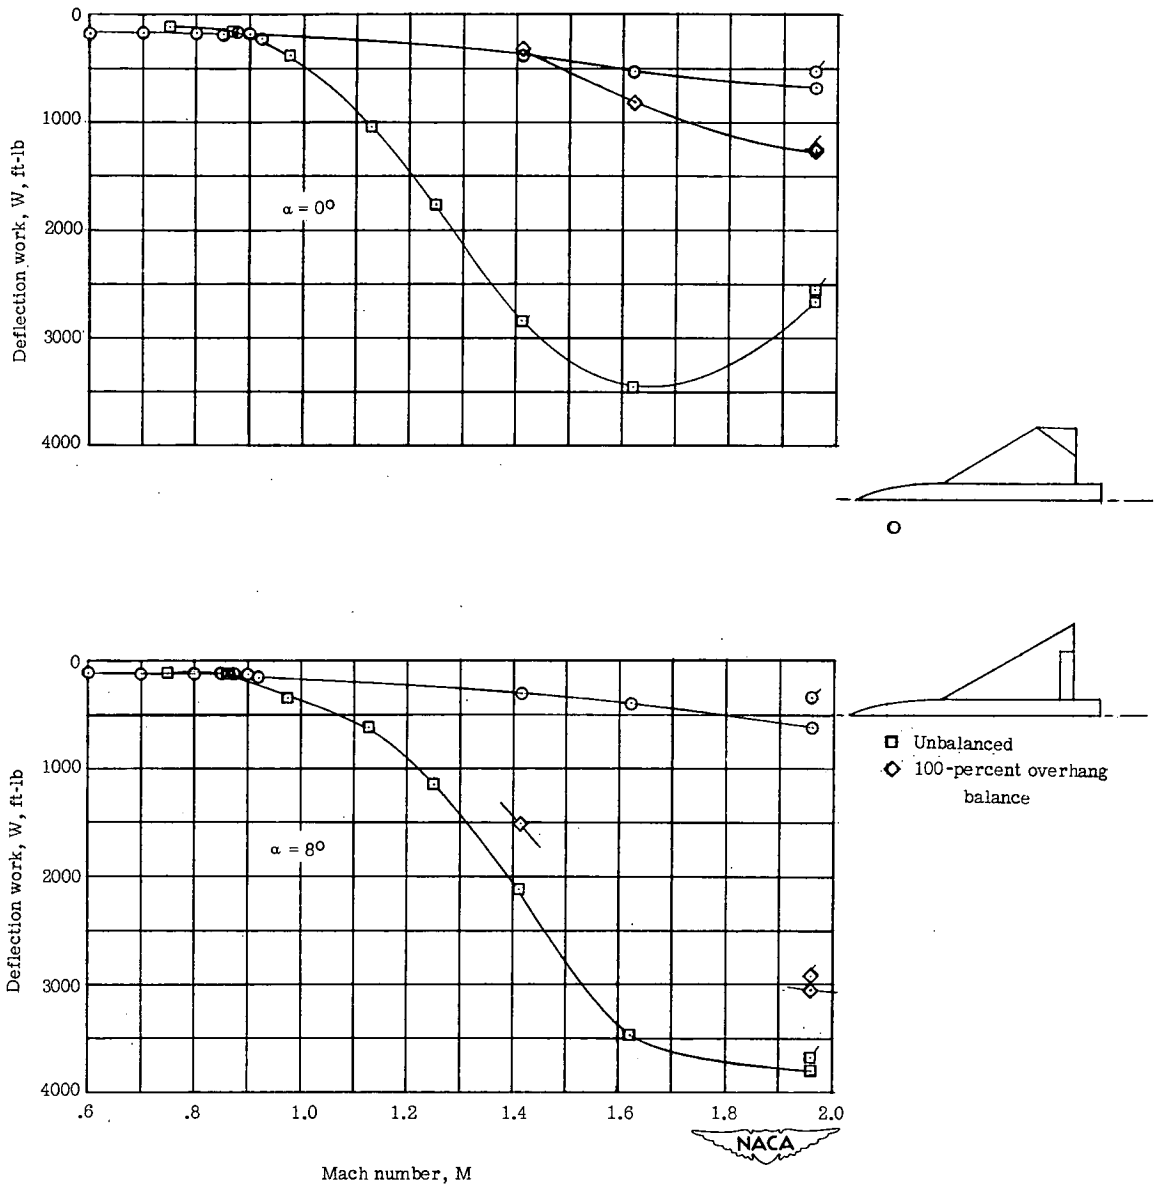 0
1000
2000
3000
4000
Deflection work, W, ft-lb
α = 0°
0
1000
2000
3000
4000
Deflection work, W, ft-lb
α = 8°
Unbalanced
100-percent overhang
balance
.6 .8 1.0 1.2 1.4 1.6 1.8 2.0
NACA
Mach number, M